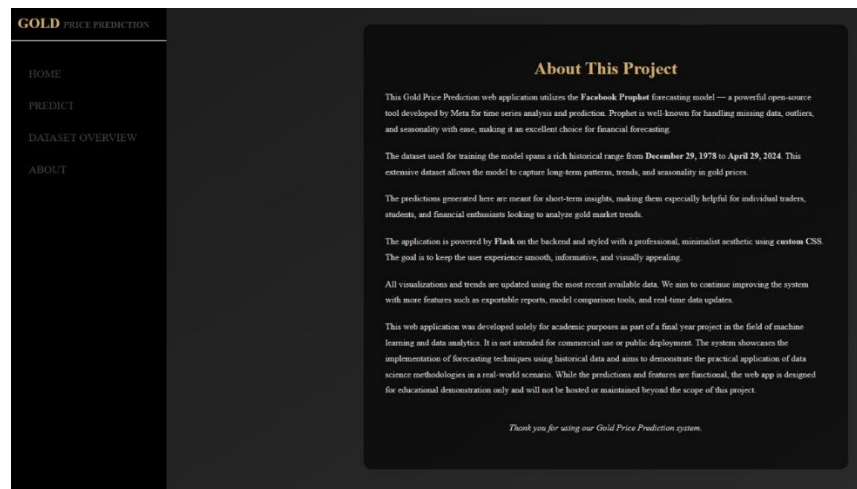 GOLD PRICE PREDICTION
HOME
PREDICT
DATASET OVERVIEW
ABOUT
About This Project
This Gold Price Prediction web application utilizes the Facebook Prophet forecasting model — a powerful open-source
tool developed by Meta for time series analysis and prediction. Prophet is well-known for handling missing data, outliers,
and seasonality with ease, making it an excellent choice for financial forecasting.
The dataset used for training the model spans a rich historical range from December 29, 1978 to April 29, 2024. This
extensive dataset allows the model to capture long-term patterns, trends, and seasonality in gold prices.
The predictions generated here are meant for short-term insights, making them especially helpful for individual traders,
students, and financial enthusiasts looking to analyze gold market trends.
The application is powered by Flask on the backend and styled with a professional, minimalist aesthetic using custom CSS.
The goal is to keep the user experience smooth, informative, and visually appealing.
All visualizations and trends are updated using the most recent available data. We aim to continue improving the system
with more features such as exportable reports, model comparison tools, and real-time data updates.
This web application was developed solely for academic purposes as part of a final year project in the field of machine
learning and data analytics. It is not intended for commercial use or public deployment. The system showcases the
implementation of forecasting techniques using historical data and aims to demonstrate the practical application of data
science methodologies in a real-world scenario. While the predictions and features are functional, the web app is designed
for educational demonstration only and will not be hosted or maintained beyond the scope of this project.
Thank you for using our Gold Price Prediction system.